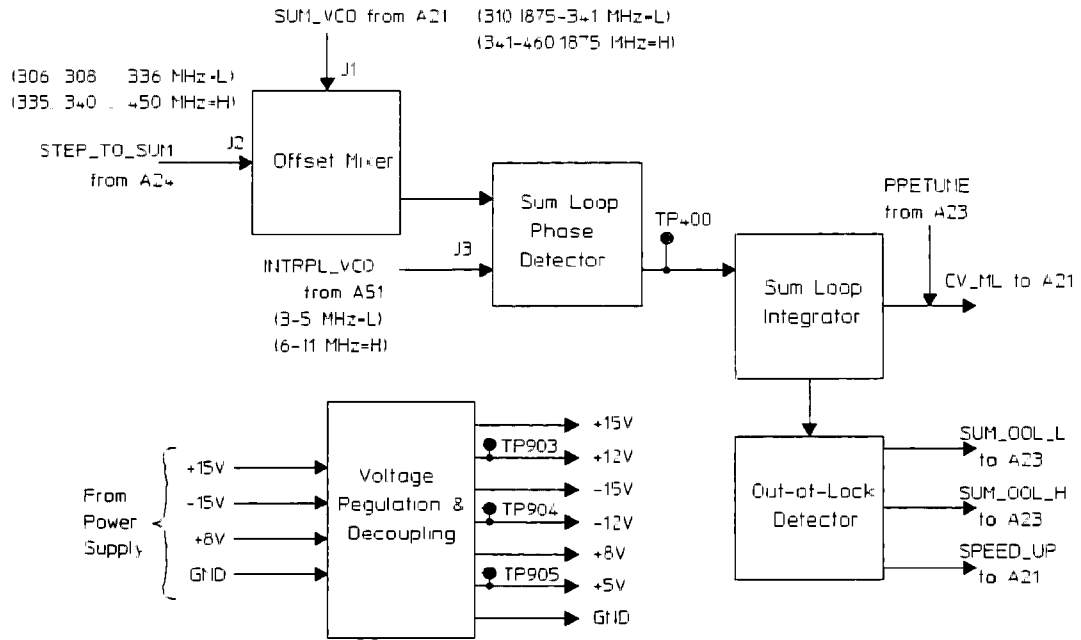 SUM_VCO from A21
(310 1875-341 MHz=L)
(341-460 1875 MHz=H)
J1
(306 308 336 MHz=L)
(335 340 .. 450 MHz=H)
STEP_TO_SUM
from A24
J2
Offset Mixer
Sum Loop
Phase
Detector
J3
INTRPL_VCO
from A51
(3-5 MHz=L)
(6-11 MHz=H)
TP400
Sum Loop
Integrator
PRETUNE
from A23
CV_ML to A21
Out-of-Lock
Detector
SUM_OOL_L
to A23
SUM_OOL_H
to A23
SPEED_UP
to A21
From
Power
Supply
+15V
-15V
+8V
GND
Voltage
Regulation &
Decoupling
+15V
TP903
+12V
-15V
TP904
-12V
+8V
TP905
+5V
GND